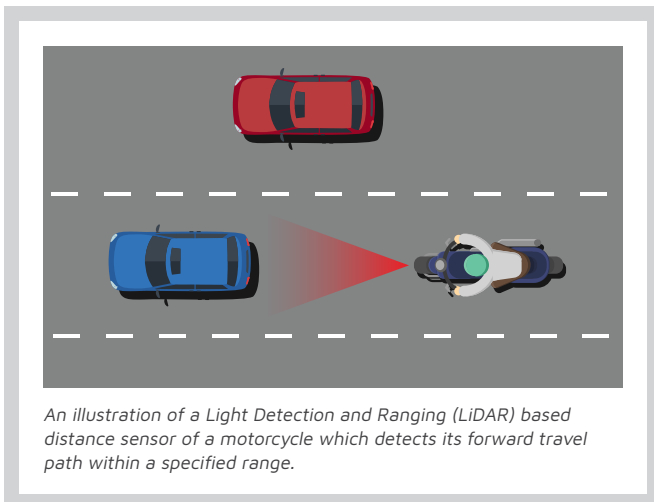 An illustration of a Light Detection and Ranging (LiDAR) based
distance sensor of a motorcycle which detects its forward travel
path within a specified range.